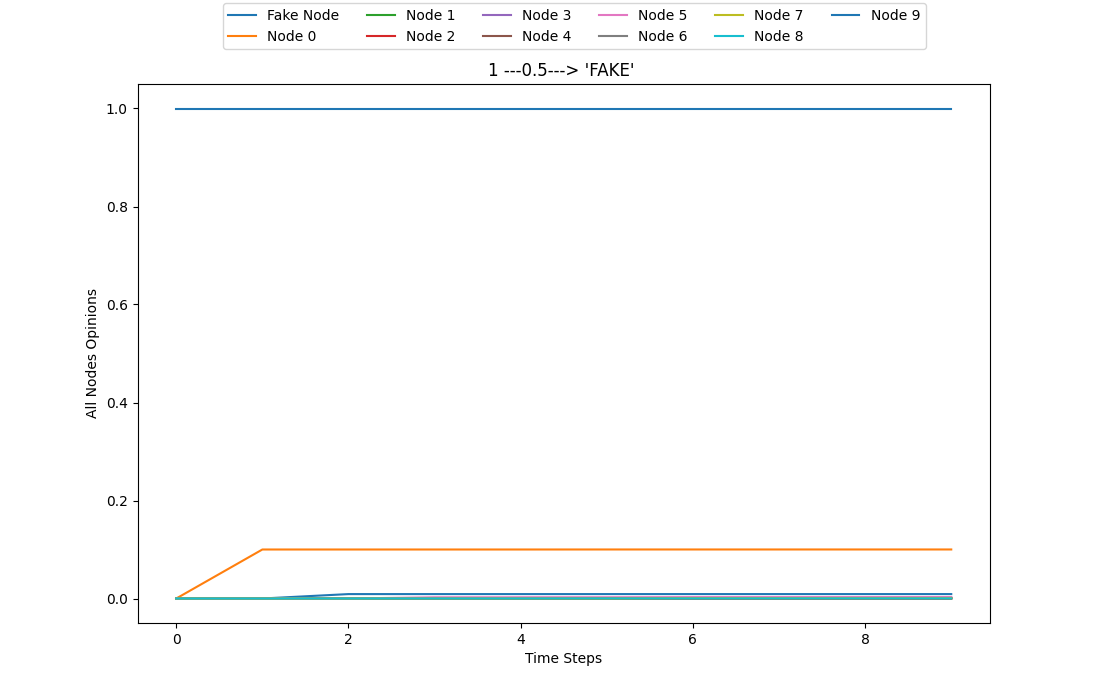 Fake Node Node 1 Node 3 Node 5 Node 7 Node 9
Node 0 Node 2 Node 4 Node 6 Node 8
1 ---0.5---> 'FAKE'
1.0
0.8
0.6
0.4
0.2
0.0
All Nodes Opinions
0 2 4 6 8
Time Steps